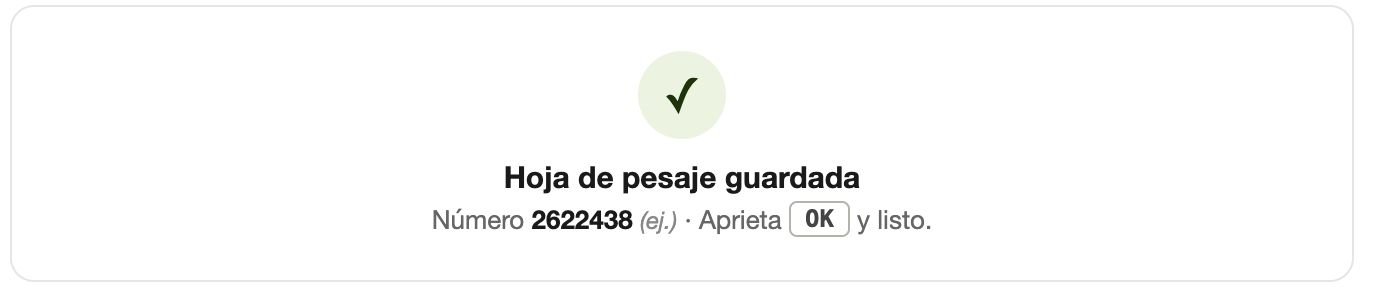 Hoja de pesaje guardada
Número 2622438 (ej.) · Aprieta OK y listo.